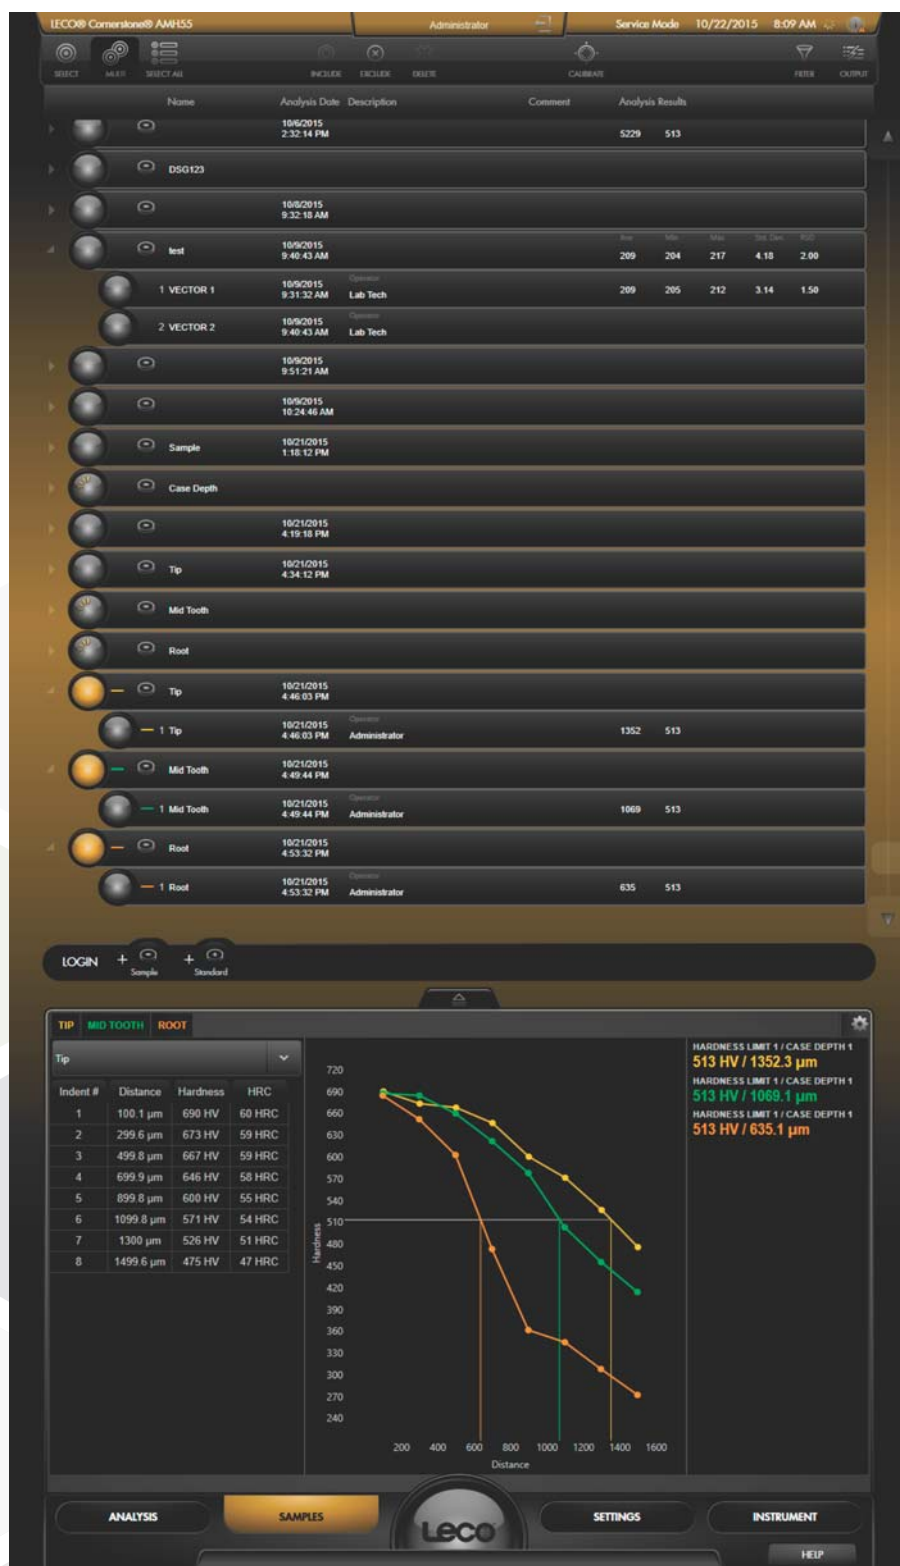 LECO® Cornerstone® AMH55 Administrator Service Mode 10/22/2015 8:09 AM
SELECT MULTI SELECT ALL INCLUDE EXCLUDE DELETE CALIBRATE FILTER OUTPUT
Name Analysis Date Description Comment Analysis Results
10/6/2015
2:32:14 PM 5229 513
DSG123
10/8/2015
9:32:18 AM
Ave Min Max Std. Dev. RSD
test 10/9/2015
9:40:43 AM 209 204 217 4.18 2.00
1 VECTOR 1 10/9/2015 Operator
9:31:32 AM Lab Tech 209 205 212 3.14 1.50
2 VECTOR 2 10/9/2015 Operator
9:40:43 AM Lab Tech
10/9/2015
9:51:21 AM
10/9/2015
10:24:46 AM
Sample 10/21/2015
1:18:12 PM
Case Depth
10/21/2015
4:19:18 PM
Tip 10/21/2015
4:34:12 PM
Mid Tooth
Root
Tip 10/21/2015
4:46:03 PM
1 Tip 10/21/2015 Operator
4:46:03 PM Administrator 1352 513
Mid Tooth 10/21/2015
4:49:44 PM
1 Mid Tooth 10/21/2015 Operator
4:49:44 PM Administrator 1069 513
Root 10/21/2015
4:53:32 PM
1 Root 10/21/2015 Operator
4:53:32 PM Administrator 635 513
LOGIN + Sample + Standard
TIP MID TOOTH ROOT
Tip
Indent # Distance Hardness HRC
1 100.1 µm 690 HV 60 HRC
2 299.6 µm 673 HV 59 HRC
3 499.8 µm 667 HV 59 HRC
4 699.9 µm 646 HV 58 HRC
5 899.8 µm 600 HV 55 HRC
6 1099.8 µm 571 HV 54 HRC
7 1300 µm 526 HV 51 HRC
8 1499.6 µm 475 HV 47 HRC
720
690
660
630
600
570
540
510
480
450
420
390
360
330
300
270
240
Hardness
200 400 600 800 1000 1200 1400 1600
Distance
HARDNESS LIMIT 1 / CASE DEPTH 1
513 HV / 1352.3 µm
HARDNESS LIMIT 1 / CASE DEPTH 1
513 HV / 1069.1 µm
HARDNESS LIMIT 1 / CASE DEPTH 1
513 HV / 635.1 µm
ANALYSIS SAMPLES LECO SETTINGS INSTRUMENT
HELP